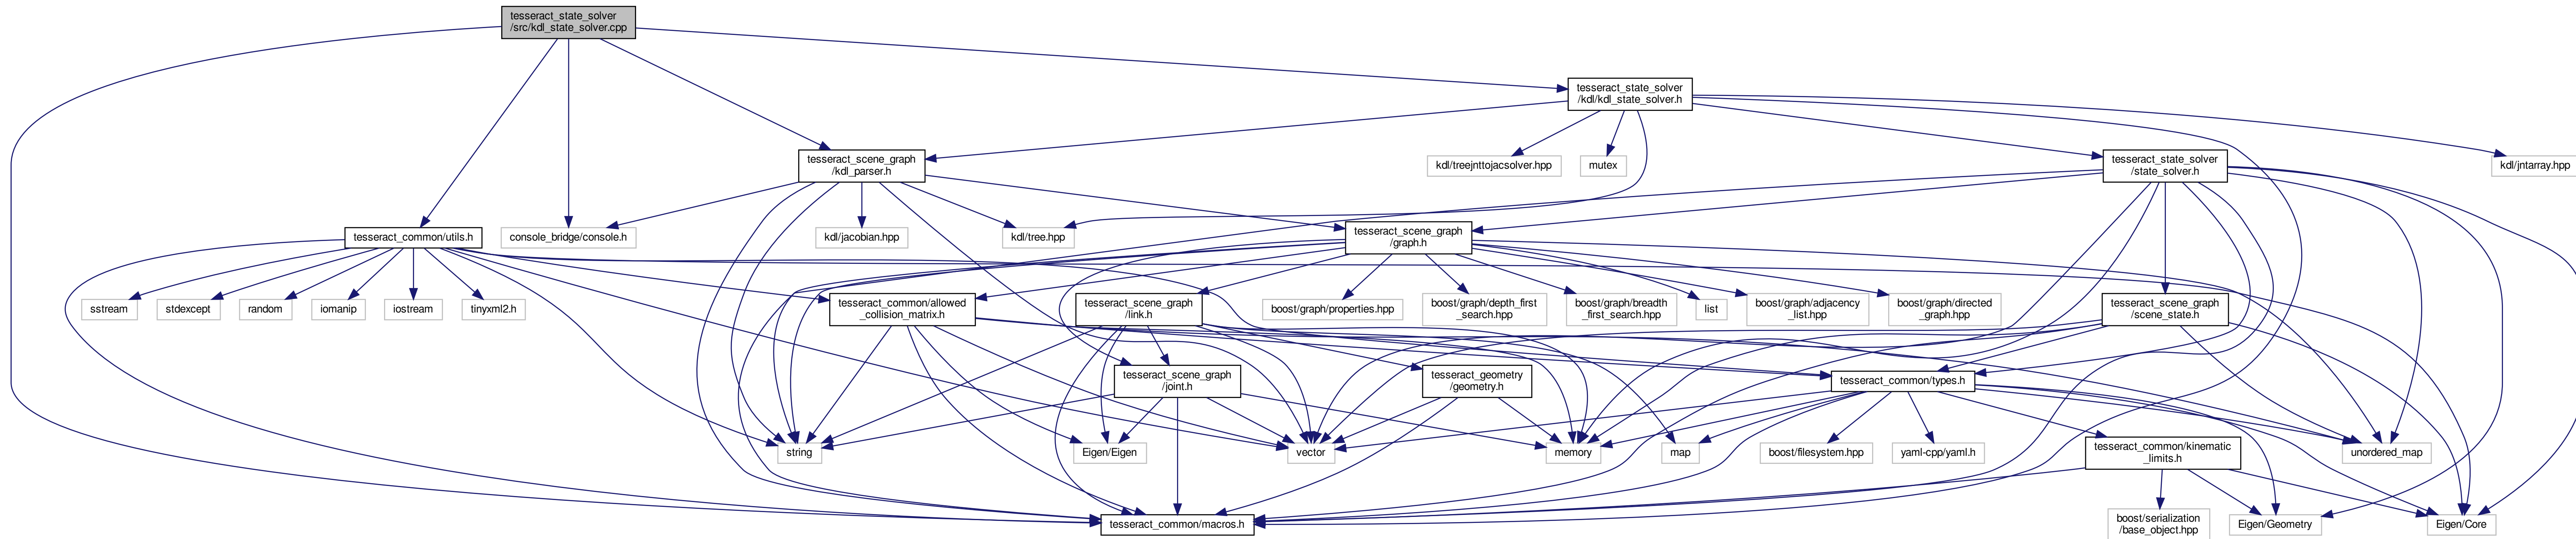 tesseract_state_solver
/src/kdl_state_solver.cpp
tesseract_state_solver
/kdl/kdl_state_solver.h
tesseract_scene_graph
/kdl_parser.h
kdl/treejnttojacsolver.hpp
mutex
tesseract_state_solver
/state_solver.h
kdl/jntarray.hpp
tesseract_common/utils.h
console_bridge/console.h
kdl/jacobian.hpp
kdl/tree.hpp
tesseract_scene_graph
/graph.h
sstream
stdexcept
random
iomanip
iostream
tinyxml2.h
tesseract_common/allowed
_collision_matrix.h
tesseract_scene_graph
/link.h
boost/graph/properties.hpp
boost/graph/depth_first
_search.hpp
boost/graph/breadth
_first_search.hpp
list
boost/graph/adjacency
_list.hpp
boost/graph/directed
_graph.hpp
tesseract_scene_graph
/scene_state.h
tesseract_scene_graph
/joint.h
tesseract_geometry
/geometry.h
tesseract_common/types.h
string
Eigen/Eigen
vector
memory
map
boost/filesystem.hpp
yaml-cpp/yaml.h
tesseract_common/kinematic
_limits.h
unordered_map
tesseract_common/macros.h
boost/serialization
/base_object.hpp
Eigen/Geometry
Eigen/Core